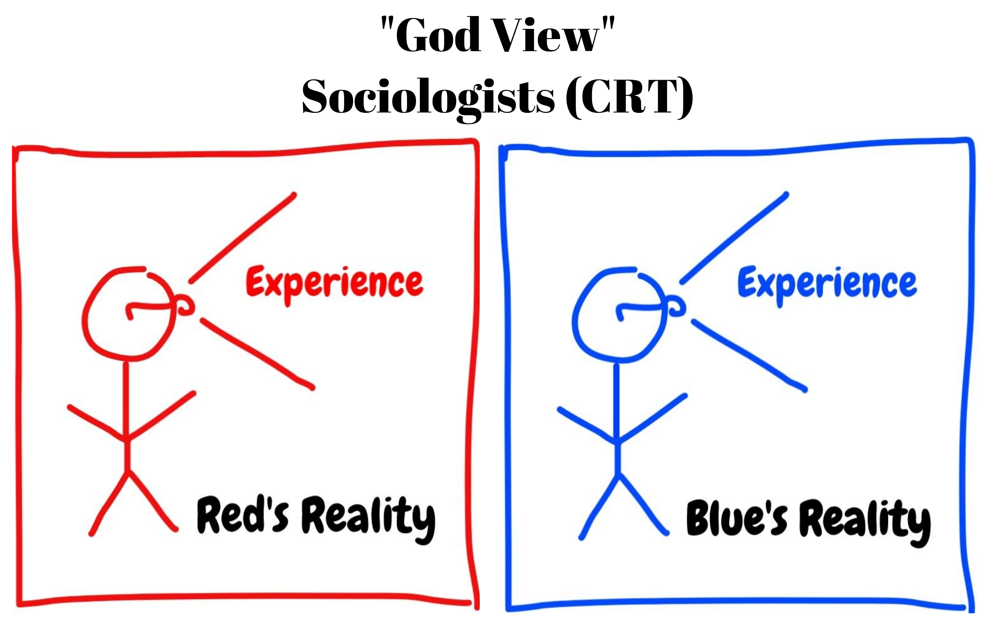 "God View"
Sociologists (CRT)
Experience
Red's Reality
Experience
Blue's Reality